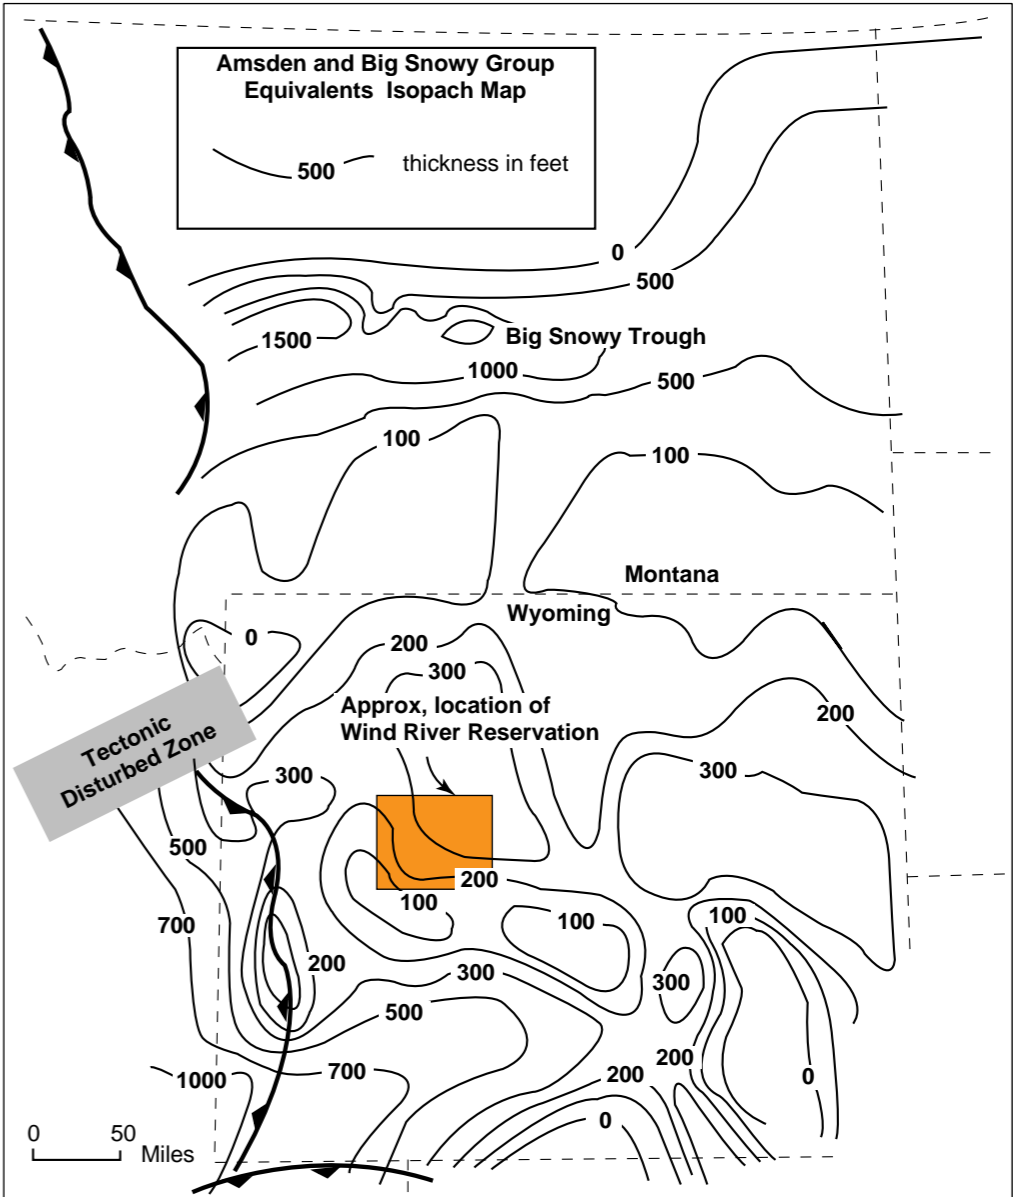 Amsden and Big Snowy Group
Equivalents Isopach Map
500
thickness in feet
0
500
1500
Big Snowy Trough
1000
500
100
100
Montana
Wyoming
0
200
300
Approx, location of
Wind River Reservation
200
Tectonic
Disturbed Zone
300
300
500
200
100
700
100
100
200
300
300
500
200
200
1000
700
0
0
0
50
Miles